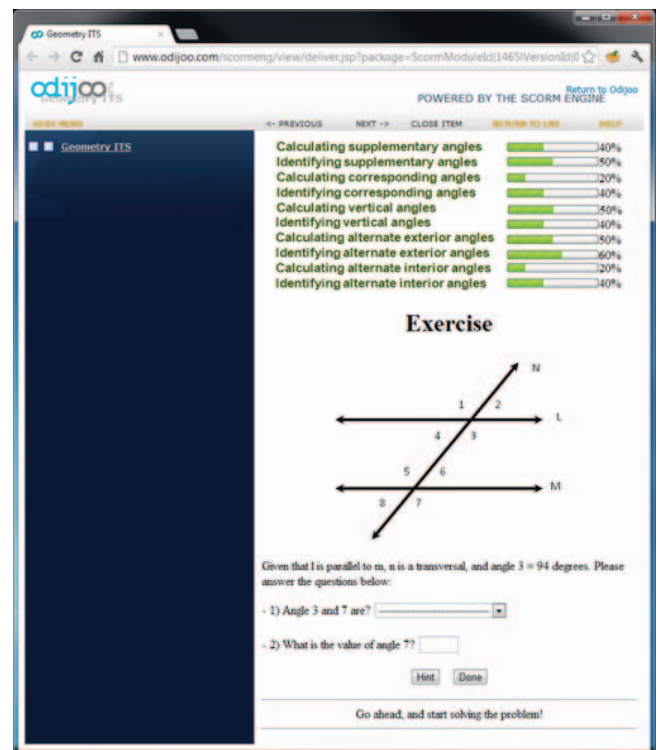 Geometry ITS
www.odijoo.com/scormeng/view/deliver.jsp?package=ScormModuleId|1465!VersionId|0
odijoo
Geometry ITS
Return to Odijoo
POWERED BY THE SCORM ENGINE
HIDE MENU
<- PREVIOUS NEXT -> CLOSE ITEM RETURN TO LMS HELP
Geometry ITS
Calculating supplementary angles 40%
Identifying supplementary angles 50%
Calculating corresponding angles 20%
Identifying corresponding angles 40%
Calculating vertical angles 50%
Identifying vertical angles 40%
Calculating alternate exterior angles 50%
Identifying alternate exterior angles 60%
Calculating alternate interior angles 20%
Identifying alternate interior angles 40%
Exercise
N
1 2
L
4 3
5 6
M
8 7
Given that l is parallel to m, n is a transversal, and angle 3 = 94 degrees. Please
answer the questions below:
- 1) Angle 3 and 7 are? --------------------------------
- 2) What is the value of angle 7?
Hint Done
Go ahead, and start solving the problem!